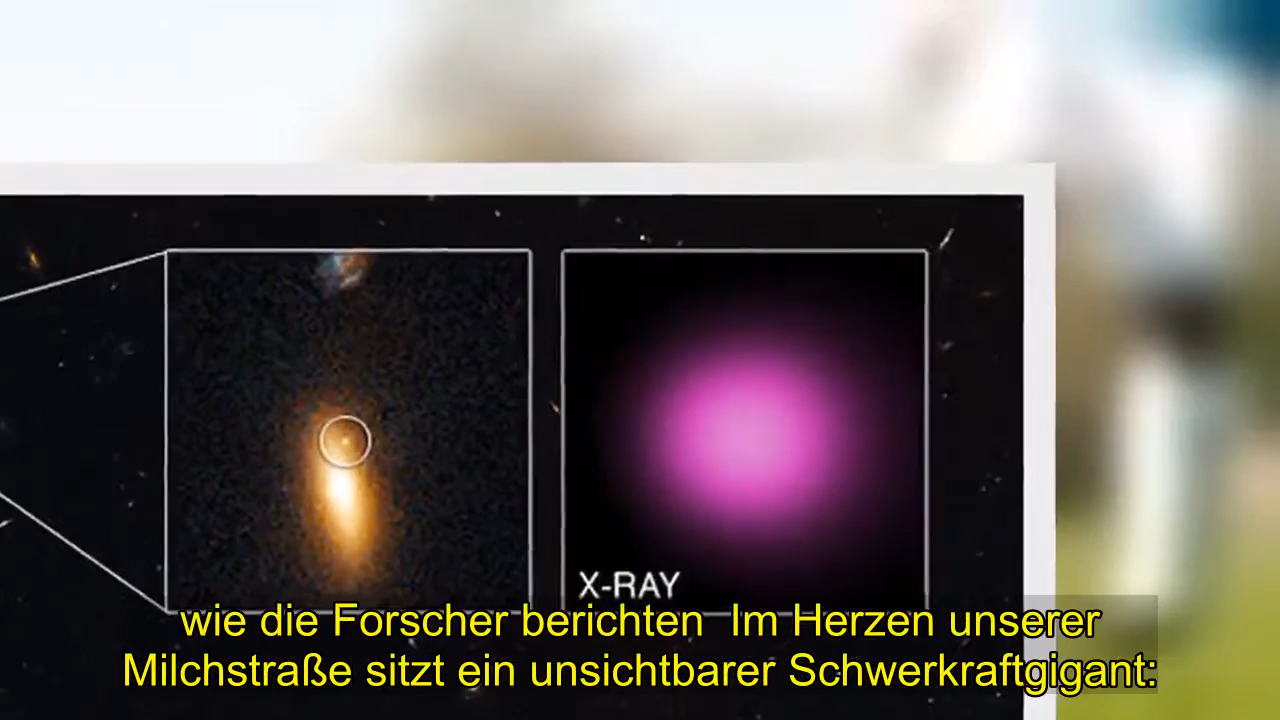 X-RAY
wie die Forscher berichten  Im Herzen unserer
Milchstraße sitzt ein unsichtbarer Schwerkraftgigant: